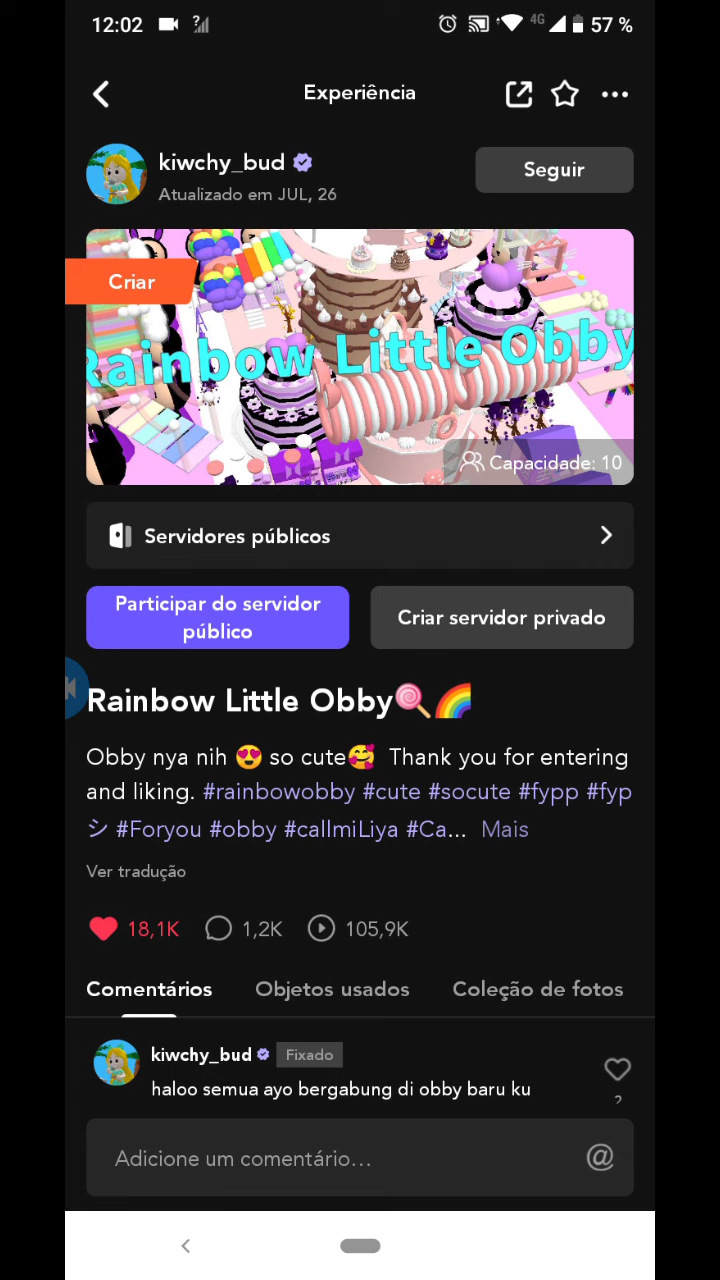 12:02
4G
57 %
Experiência
kiwchy_bud
Atualizado em JUL, 26
Seguir
Criar
Rainbow Little Obby
Capacidade: 10
Servidores públicos
Participar do servidor
público
Criar servidor privado
Rainbow Little Obby🍭🌈
Obby nya nih 😍 so cute🥰 Thank you for entering
and liking. #rainbowobby #cute #socute #fypp #fyp
シ #Foryou #obby #callmiLiya #Ca... Mais
Ver tradução
18,1K
1,2K
105,9K
Comentários
Objetos usados
Coleção de fotos
kiwchy_bud
Fixado
haloo semua ayo bergabung di obby baru ku
Adicione um comentário...
@